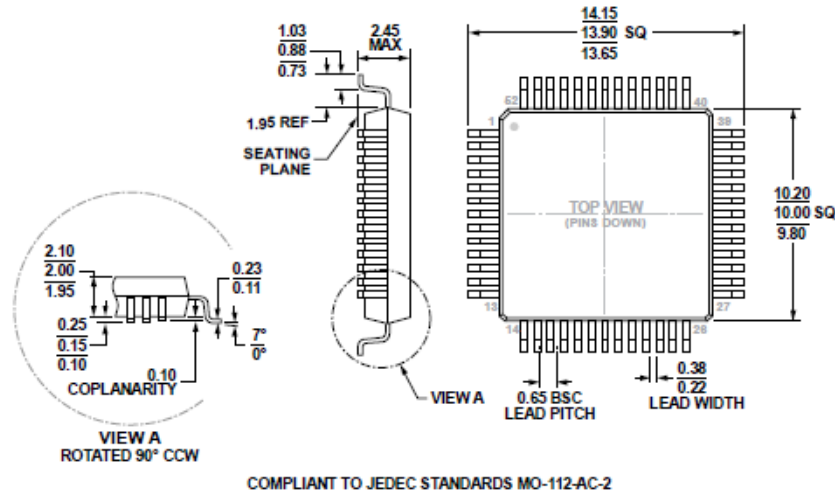 1.03
0.88
0.73
2.45
MAX
14.15
13.90 SQ
13.65
1.95 REF
SEATING
PLANE
52
40
1
39
TOP VIEW
(PINS DOWN)
10.20
10.00 SQ
9.80
13
27
14
26
2.10
2.00
1.95
0.23
0.11
0.25
0.15
0.10
7°
0°
0.10
COPLANARITY
VIEW A
0.65 BSC
LEAD PITCH
0.38
0.22
LEAD WIDTH
VIEW A
ROTATED 90° CCW
COMPLIANT TO JEDEC STANDARDS MO-112-AC-2